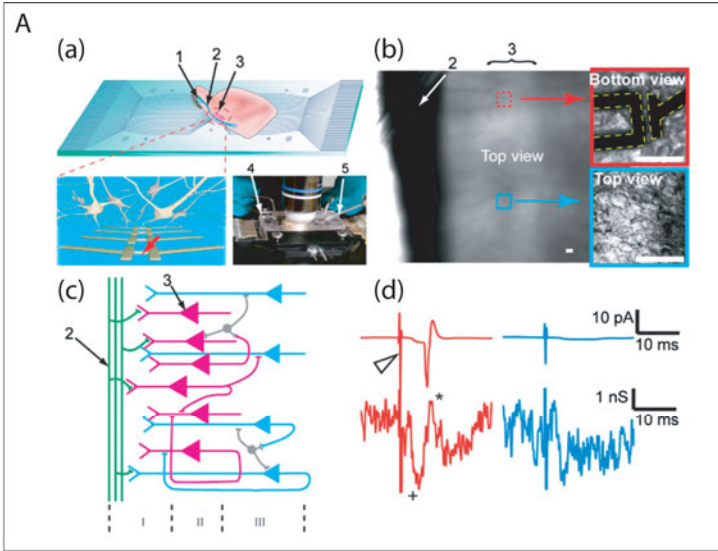 A
(a)
1
2
3
4
5
(b)
2
3
Top view
Bottom view
Top view
(c)
3
2
I
II
III
(d)
10 pA
10 ms
*
+
1 nS
10 ms